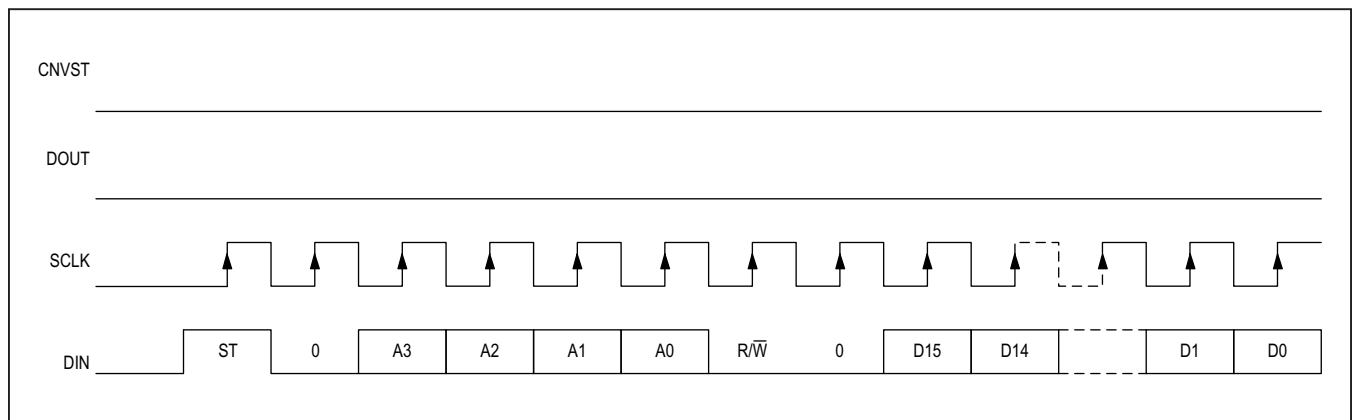 CNVST
DOUT
SCLK
DIN ST 0 A3 A2 A1 A0 R/W̅ 0 D15 D14 D1 D0